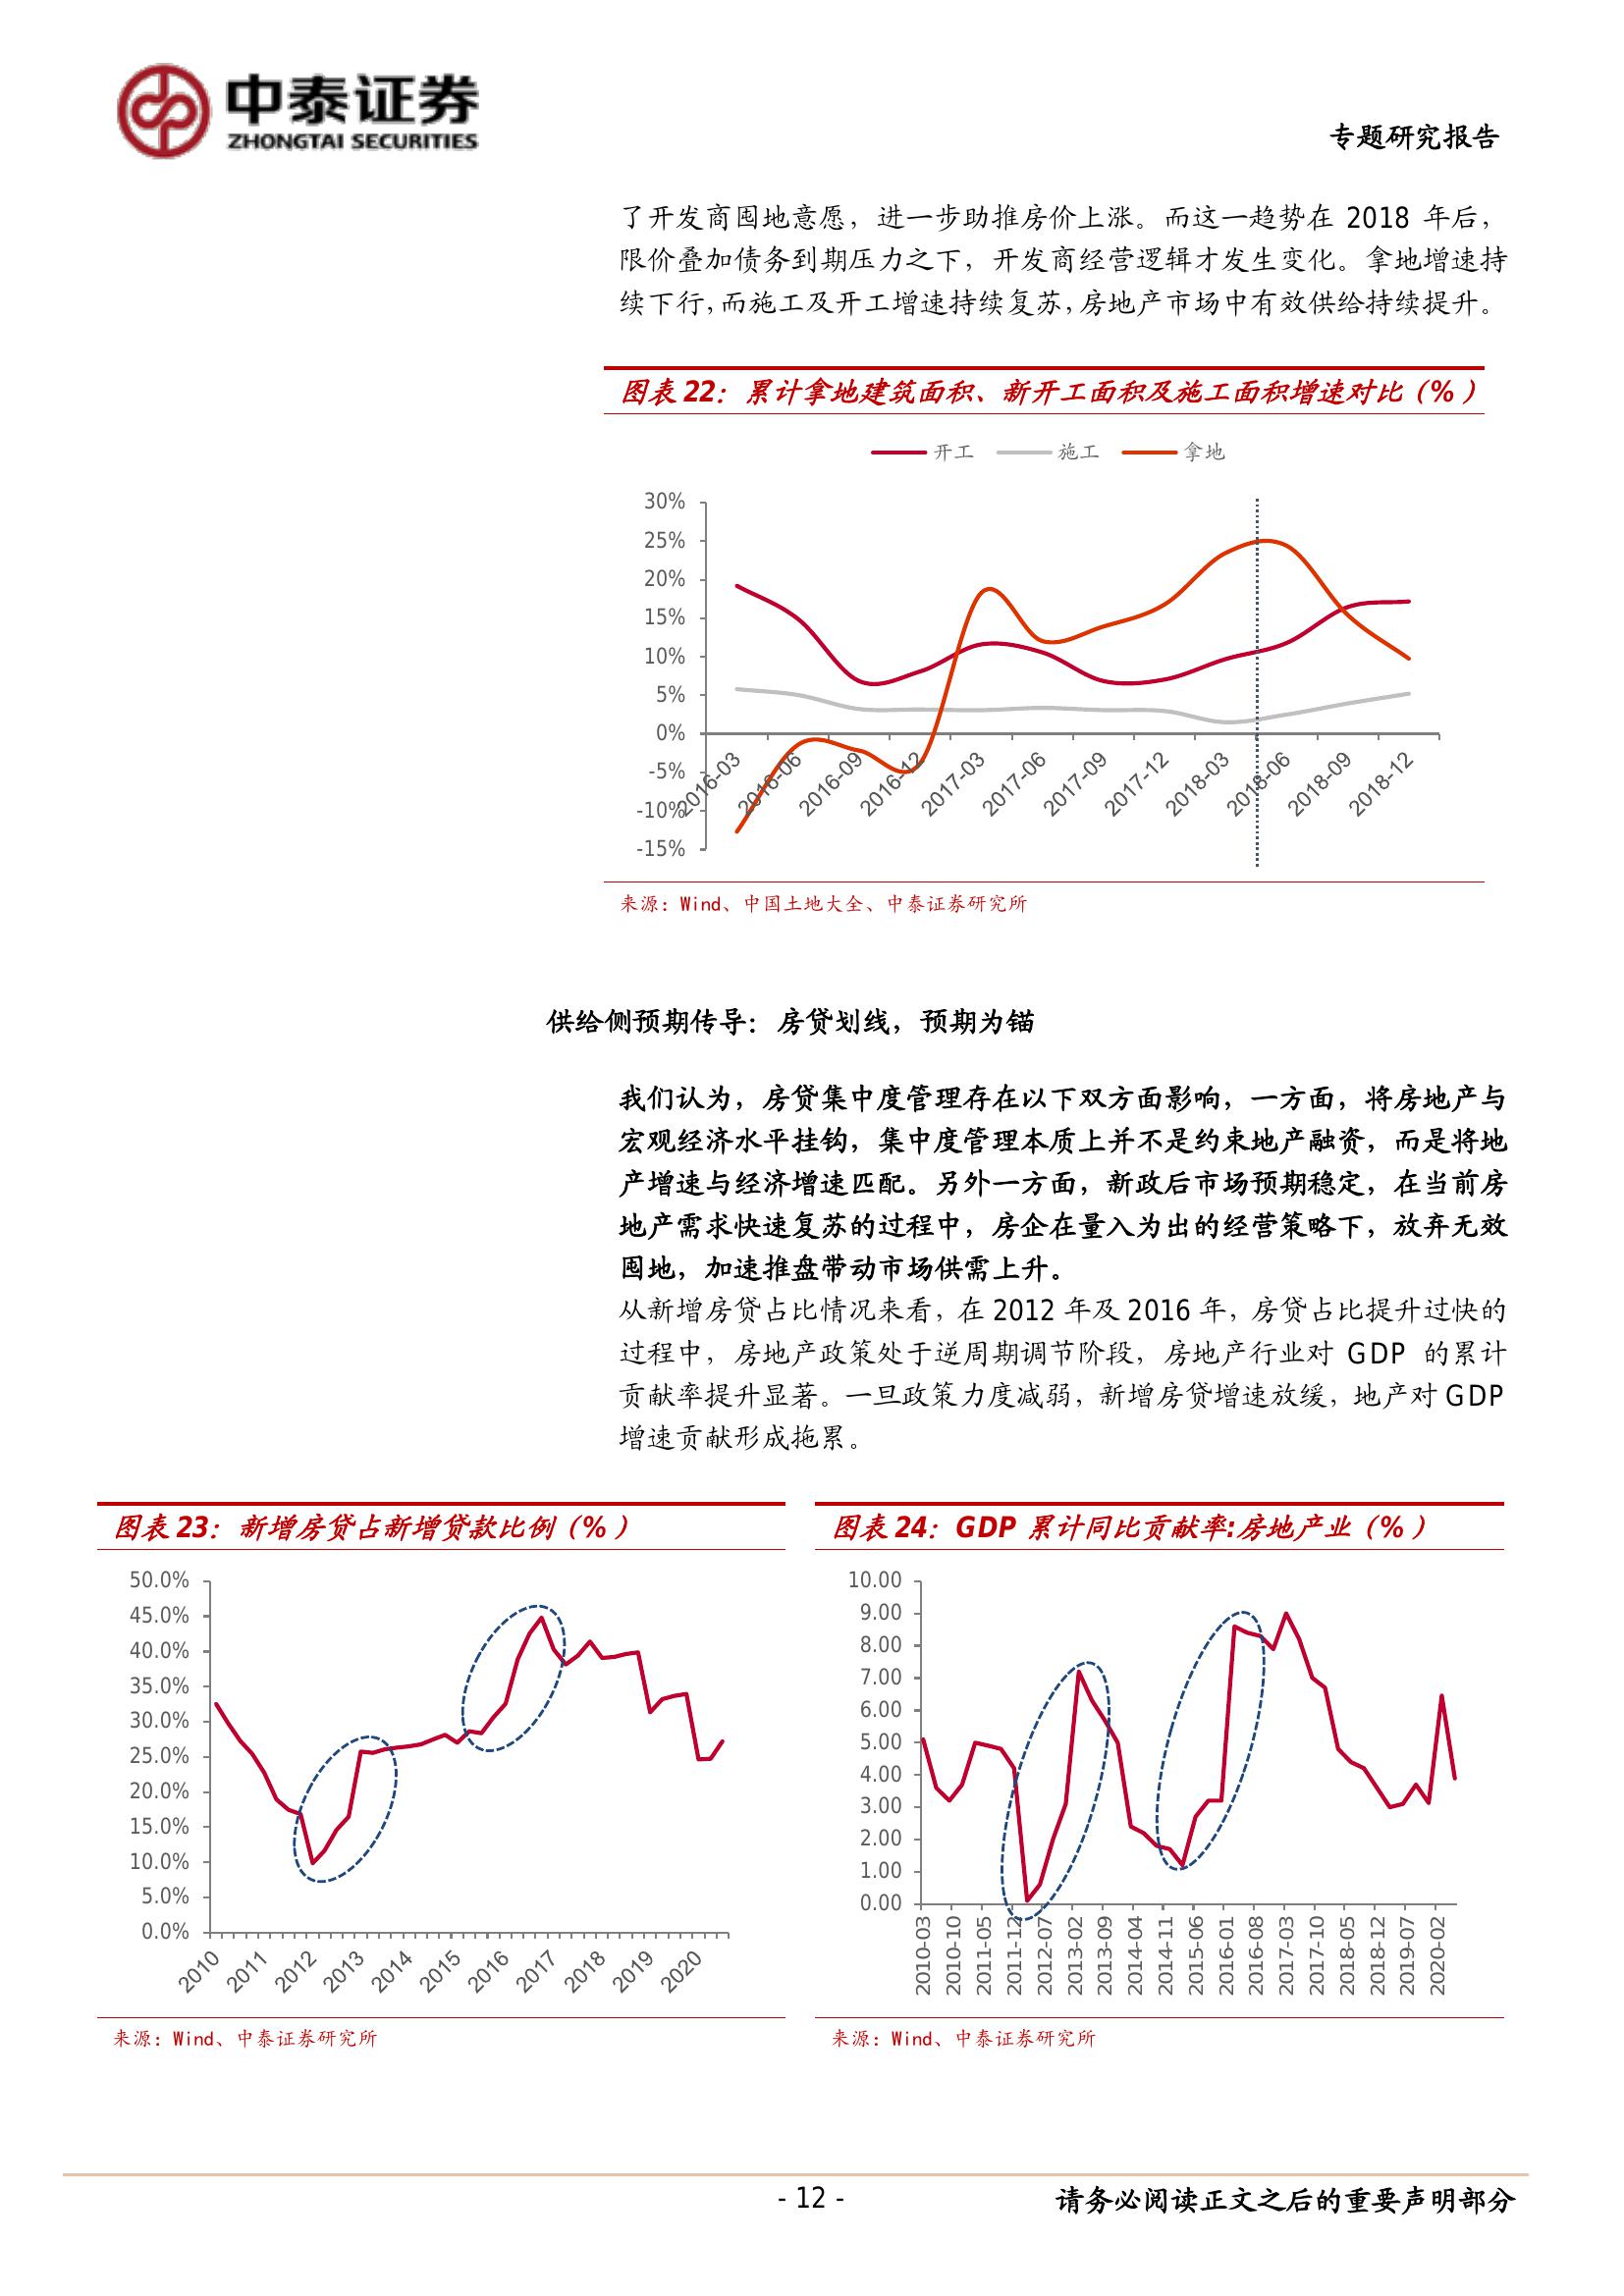 中泰证券
ZHONGTAI SECURITIES
专题研究报告
了开发商囤地意愿，进一步助推房价上涨。而这一趋势在 2018 年后，
限价叠加债务到期压力之下，开发商经营逻辑才发生变化。拿地增速持
续下行，而施工及开工增速持续复苏，房地产市场中有效供给持续提升。
图表 22：累计拿地建筑面积、新开工面积及施工面积增速对比（%）
开工 施工 拿地
30%
25%
20%
15%
10%
5%
0%
-5%
-10%
-15%
2016-03 2016-06 2016-09 2016-12 2017-03 2017-06 2017-09 2017-12 2018-03 2018-06 2018-09 2018-12
来源：Wind、中国土地大全、中泰证券研究所
供给侧预期传导：房贷划线，预期为锚
我们认为，房贷集中度管理存在以下双方面影响，一方面，将房地产与
宏观经济水平挂钩，集中度管理本质上并不是约束地产融资，而是将地
产增速与经济增速匹配。另外一方面，新政后市场预期稳定，在当前房
地产需求快速复苏的过程中，房企在量入为出的经营策略下，放弃无效
囤地，加速推盘带动市场供需上升。
从新增房贷占比情况来看，在 2012 年及 2016 年，房贷占比提升过快的
过程中，房地产政策处于逆周期调节阶段，房地产行业对 GDP 的累计
贡献率提升显著。一旦政策力度减弱，新增房贷增速放缓，地产对 GDP
增速贡献形成拖累。
图表 23：新增房贷占新增贷款比例（%）
50.0%
45.0%
40.0%
35.0%
30.0%
25.0%
20.0%
15.0%
10.0%
5.0%
0.0%
2010 2011 2012 2013 2014 2015 2016 2017 2018 2019 2020
来源：Wind、中泰证券研究所
图表 24：GDP 累计同比贡献率:房地产业（%）
10.00
9.00
8.00
7.00
6.00
5.00
4.00
3.00
2.00
1.00
0.00
2010-03 2010-10 2011-05 2011-12 2012-07 2013-02 2013-09 2014-04 2014-11 2015-06 2016-01 2016-08 2017-03 2017-10 2018-05 2018-12 2019-07 2020-02
来源：Wind、中泰证券研究所
- 12 -
请务必阅读正文之后的重要声明部分